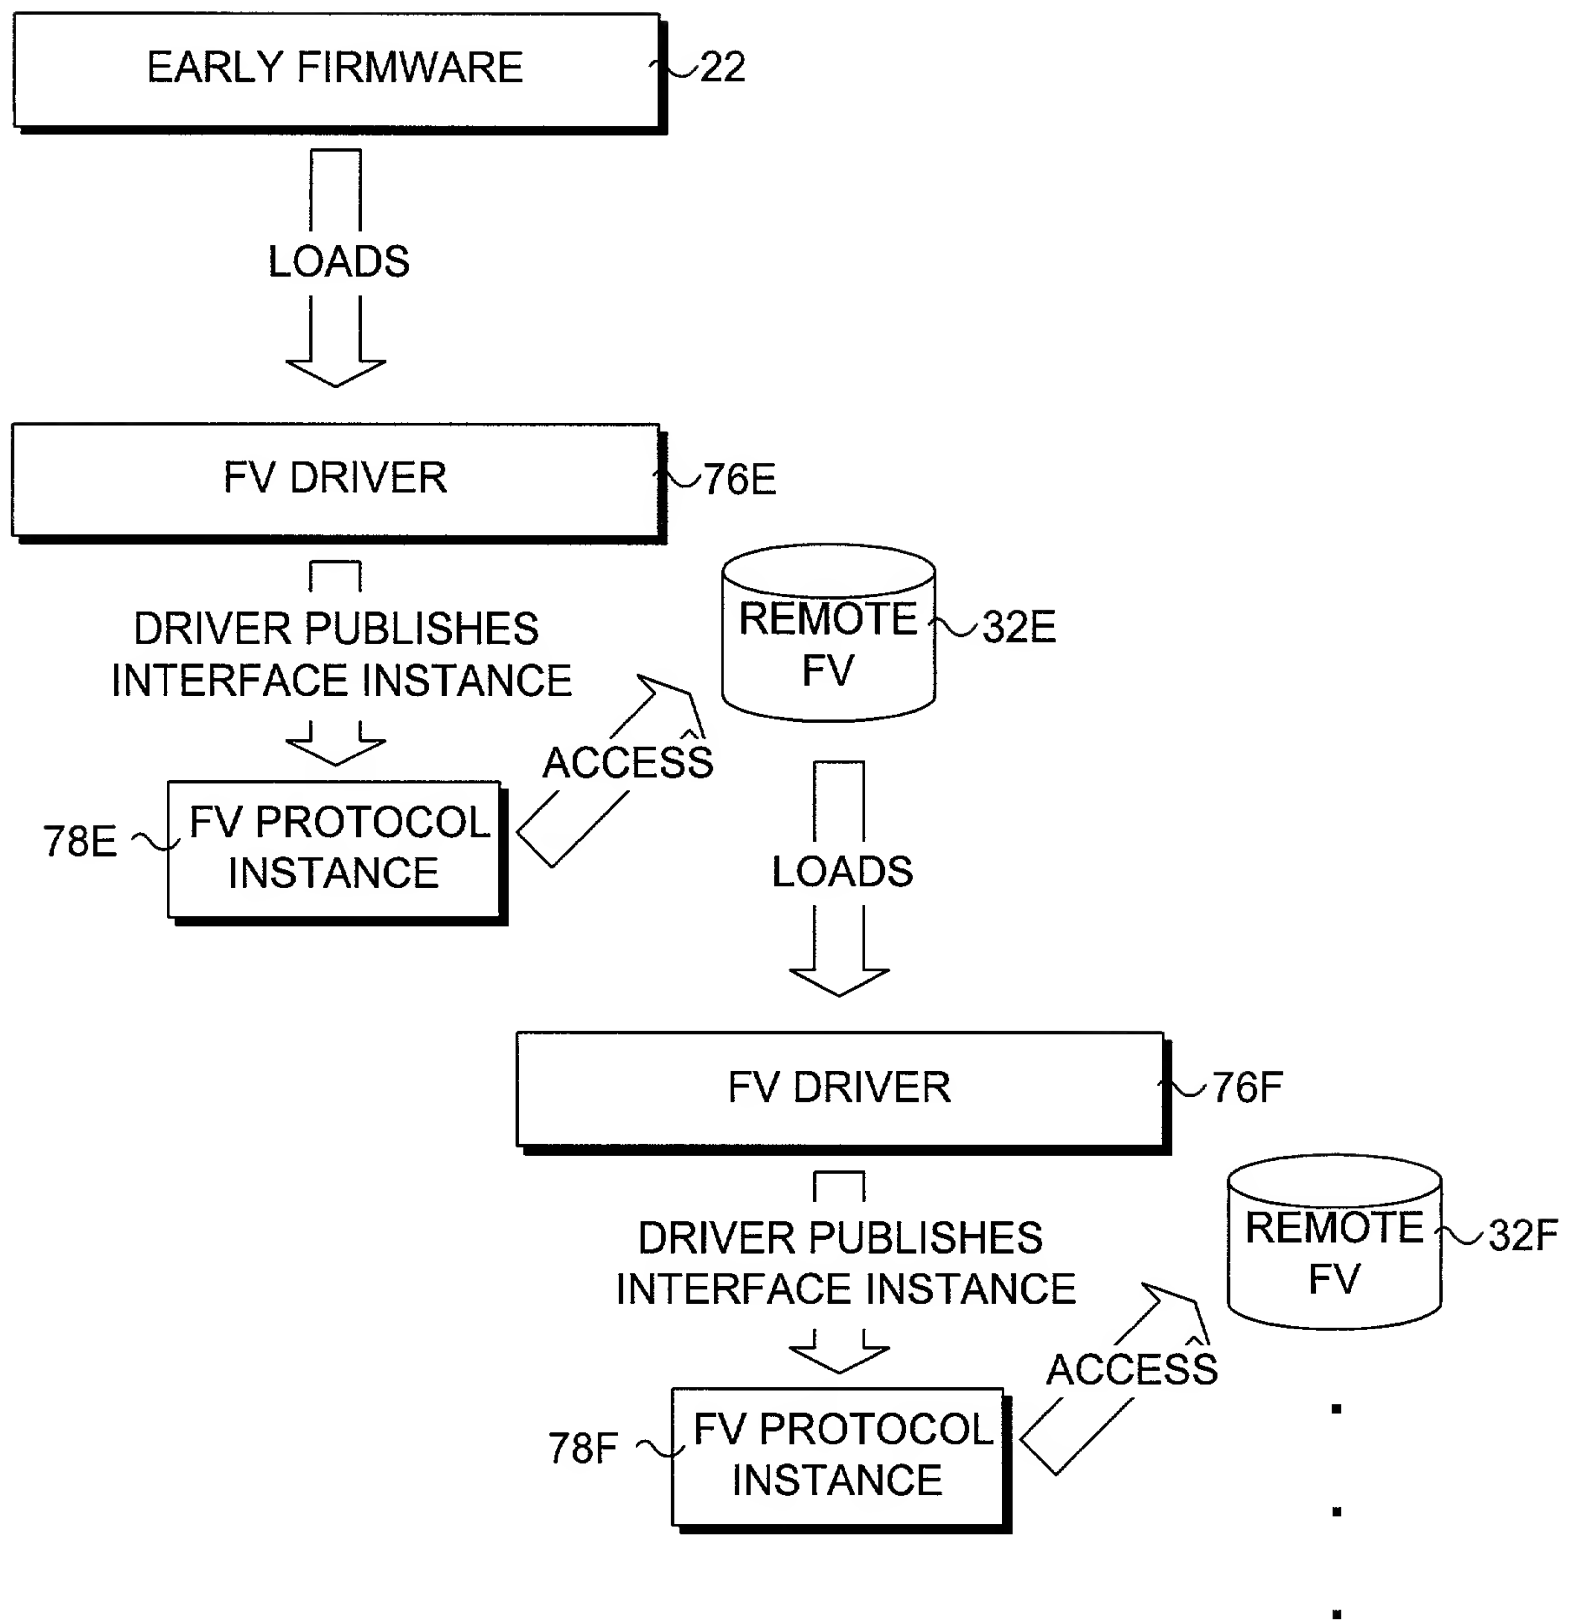 EARLY FIRMWARE
22
LOADS
FV DRIVER
76E
DRIVER PUBLISHES
INTERFACE INSTANCE
REMOTE
FV
32E
ACCESS
FV PROTOCOL
INSTANCE
78E
LOADS
FV DRIVER
76F
DRIVER PUBLISHES
INTERFACE INSTANCE
REMOTE
FV
32F
ACCESS
FV PROTOCOL
INSTANCE
78F